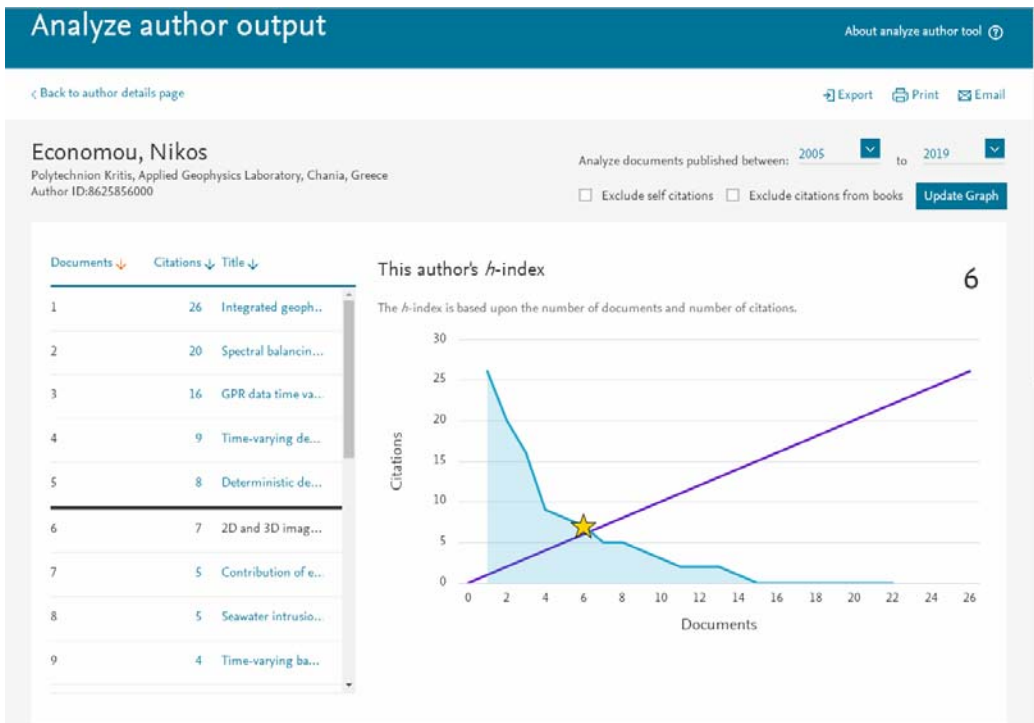 Analyze author output
About analyze author tool ?
< Back to author details page
Export Print Email
Economou, Nikos
Polytechnion Kritis, Applied Geophysics Laboratory, Chania, Greece
Author ID:8625856000
Analyze documents published between: 2005 to 2019
Exclude self citations Exclude citations from books Update Graph
Documents Citations Title
1 26 Integrated geoph...
2 20 Spectral balancin...
3 16 GPR data time va...
4 9 Time-varying de...
5 8 Deterministic de...
6 7 2D and 3D imag...
7 5 Contribution of e...
8 5 Seawater intrusio...
9 4 Time-varying ba...
This author's h-index
6
The h-index is based upon the number of documents and number of citations.
30
25
20
15
10
5
0
Citations
0 2 4 6 8 10 12 14 16 18 20 22 24 26
Documents